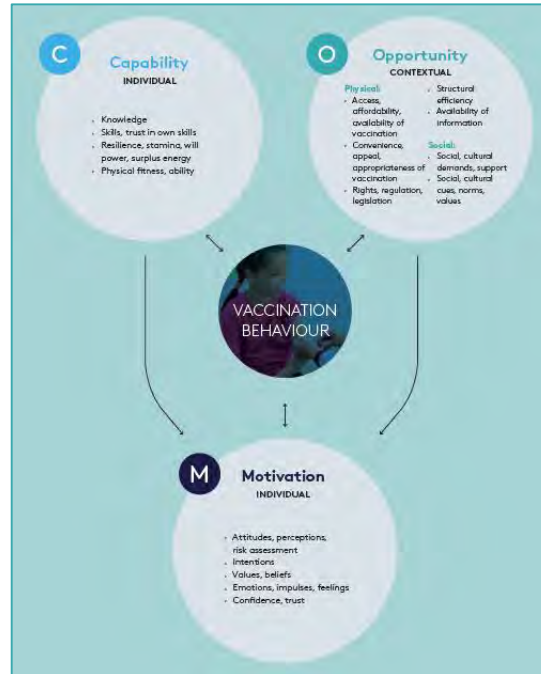 C
Capability
INDIVIDUAL
· Knowledge
· Skills, trust in own skills
· Resilience, stamina, will
power, surplus energy
· Physical fitness, ability
O
Opportunity
CONTEXTUAL
Physical:
· Access,
affordability,
availability of
vaccination
· Convenience,
appeal,
appropriateness of
vaccination
· Rights, regulation,
legislation
· Structural
efficiency
· Availability of
information
Social:
· Social, cultural
demands, support
· Social, cultural
cues, norms,
values
VACCINATION
BEHAVIOUR
M
Motivation
INDIVIDUAL
· Attitudes, perceptions,
risk assessment
· Intentions
· Values, beliefs
· Emotions, impulses, feelings
· Confidence, trust